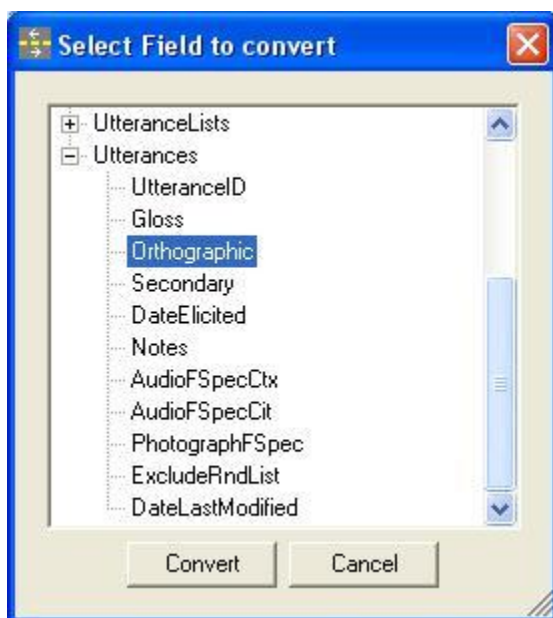 Select Field to convert
UtteranceLists
Utterances
UtteranceID
Gloss
Orthographic
Secondary
DateElicited
Notes
AudioFSpecCtx
AudioFSpecCit
PhotographFSpec
ExcludeRndList
DateLastModified
Convert Cancel